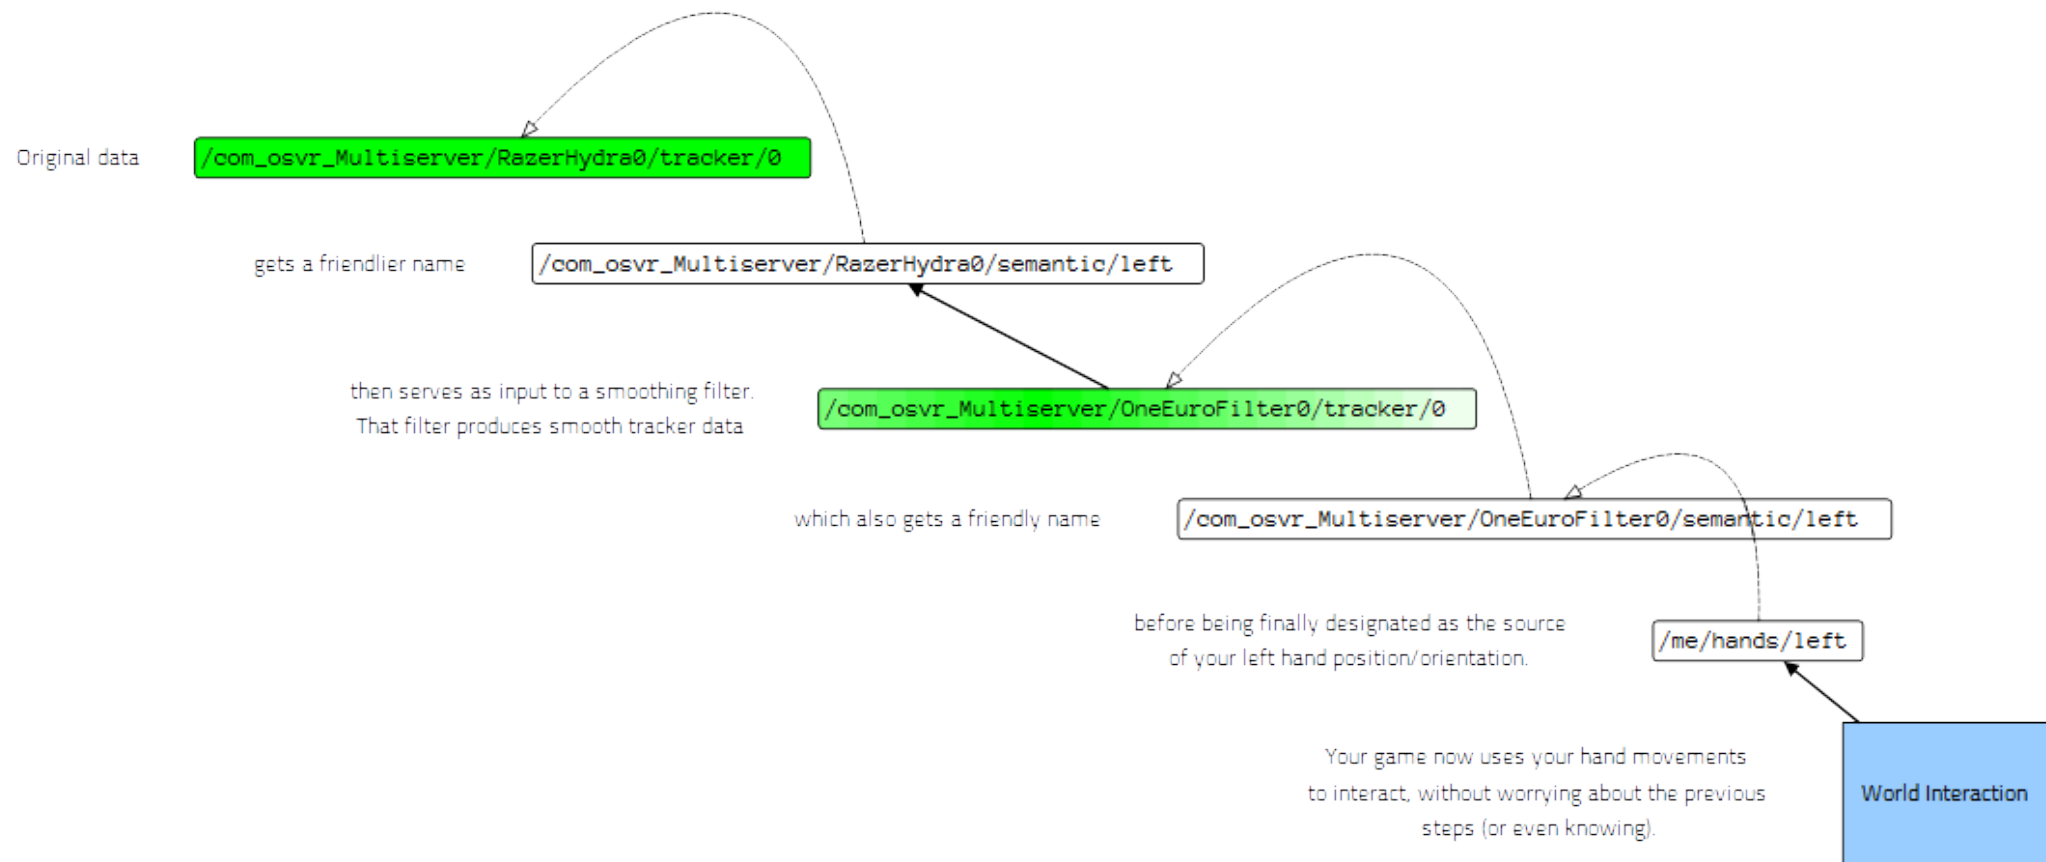 Original data
/com_osvr_Multiserver/RazerHydra0/tracker/0
gets a friendlier name
/com_osvr_Multiserver/RazerHydra0/semantic/left
then serves as input to a smoothing filter.
That filter produces smooth tracker data
/com_osvr_Multiserver/OneEuroFilter0/tracker/0
which also gets a friendly name
/com_osvr_Multiserver/OneEuroFilter0/semantic/left
before being finally designated as the source
of your left hand position/orientation.
/me/hands/left
Your game now uses your hand movements
to interact, without worrying about the previous
steps (or even knowing).
World Interaction